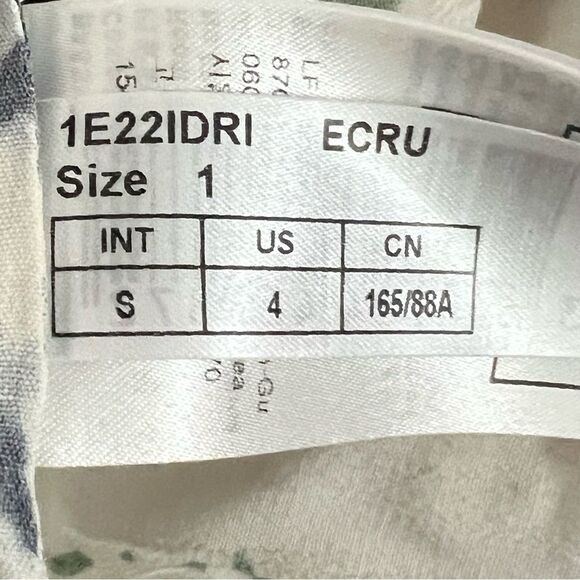 1E22IDRI ECRU
Size 1
INT US CN
S 4 165/88A